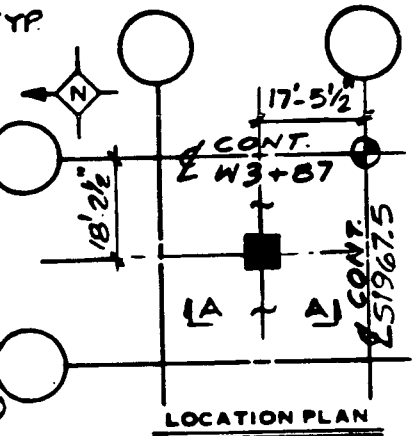 TYP.
N
17'-5½"
℄ CONT.
W3+87
18'-2½"
℄ CONT.
S1967.5
A A
LOCATION PLAN